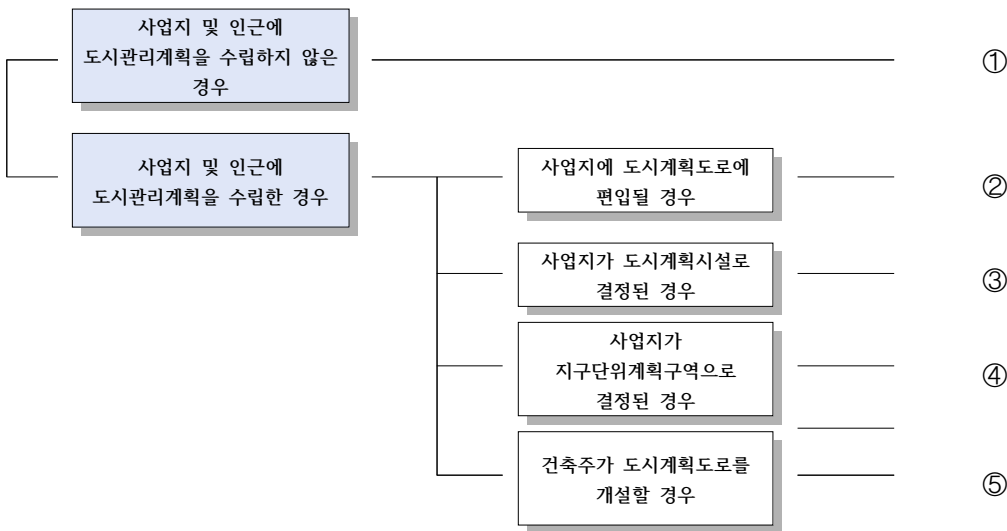 사업지 및 인근에
도시관리계획을 수립하지 않은
경우
①
사업지 및 인근에
도시관리계획을 수립한 경우
사업지에 도시계획도로에
편입될 경우
②
사업지가 도시계획시설로
결정된 경우
③
사업지가
지구단위계획구역으로
결정된 경우
④
건축주가 도시계획도로를
개설할 경우
⑤